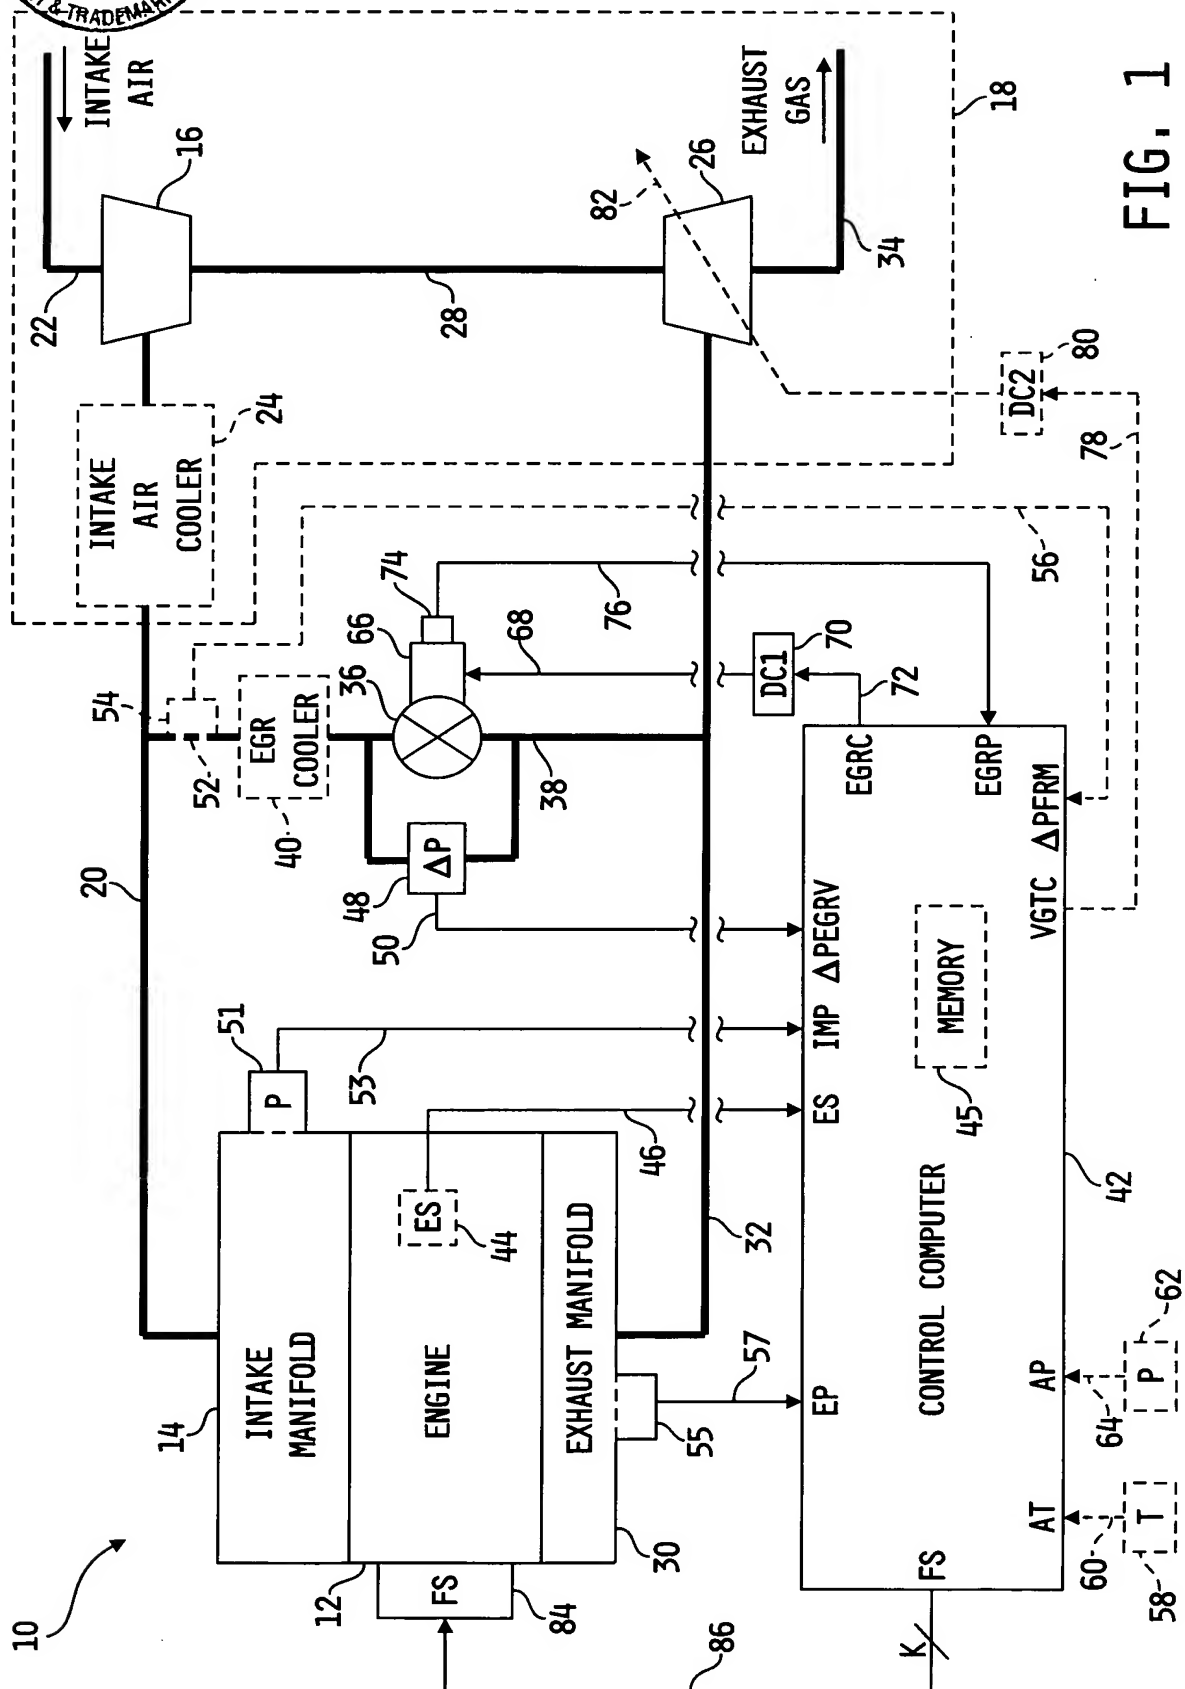 & TRADEMAR
INTAKE
AIR
EXHAUST
GAS
16
22
28
26
82
34
18
FIG. 1
INTAKE
AIR
COOLER
24
DC2
80
78
56
54
52
EGR
COOLER
40
36
66
74
76
68
38
ΔP
48
50
DC1
70
72
20
51
P
53
INTAKE
MANIFOLD
14
ENGINE
12
ES
44
46
EXHAUST MANIFOLD
30
32
55
57
FS
84
10
86
K
EGRC
EGRP
ΔPFRM
VGTC
ΔPEGRV
IMP
ES
EP
FS
AT
AP
MEMORY
45
CONTROL COMPUTER
42
P
62
64
T
58
60